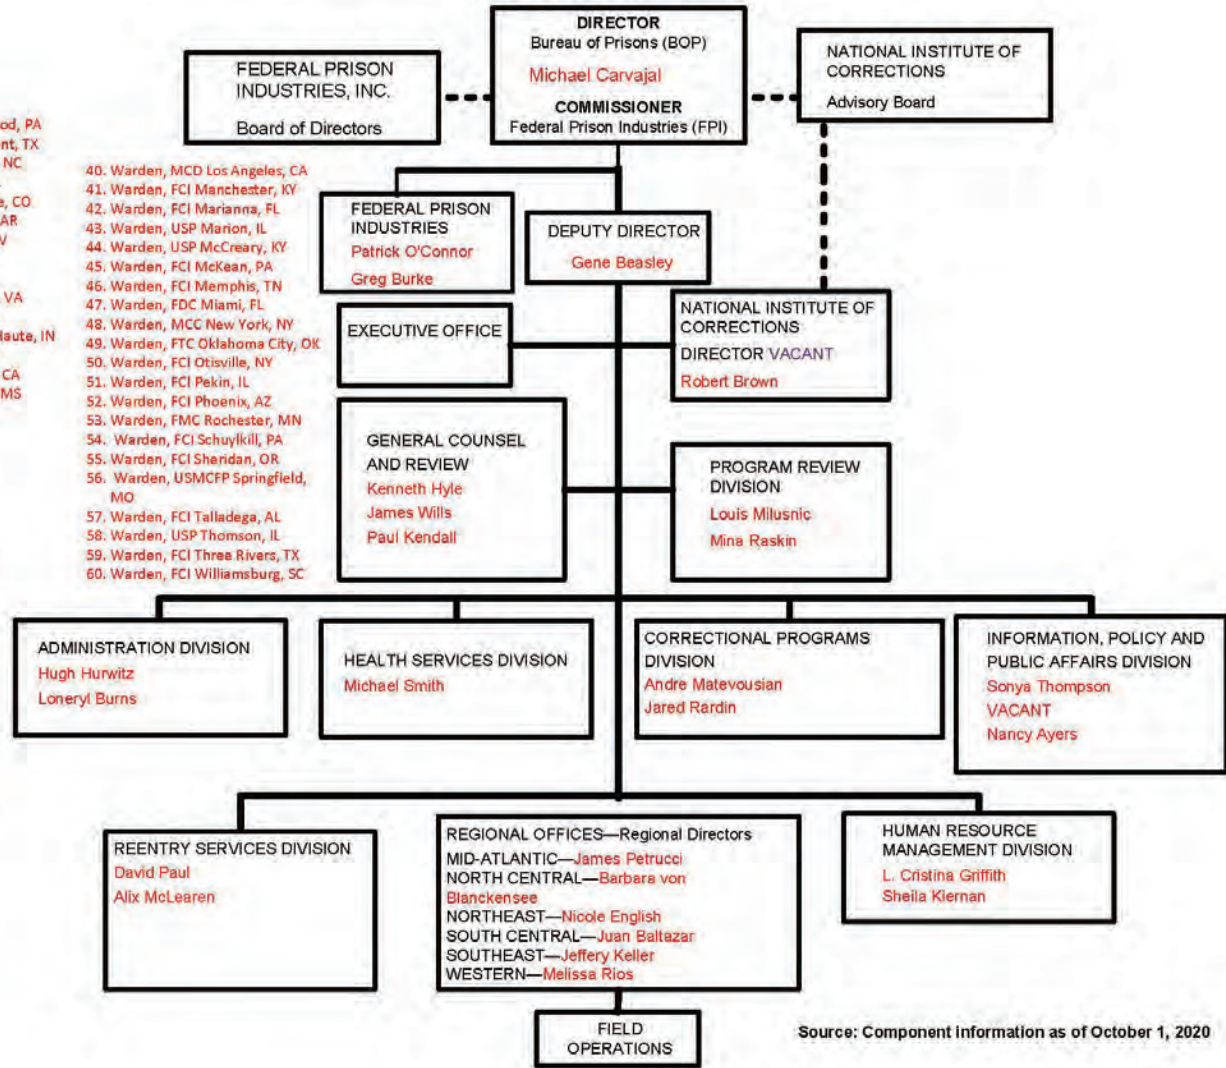 DIRECTOR
Bureau of Prisons (BOP)
Michael Carvajal
COMMISSIONER
Federal Prison Industries (FPI)
FEDERAL PRISON
INDUSTRIES, INC.
Board of Directors
NATIONAL INSTITUTE OF
CORRECTIONS
Advisory Board
PA
TX
NC
CO
AR
VA
Haute, IN
CA
MS
40. Warden, MCD Los Angeles, CA
41. Warden, FCI Manchester, KY
42. Warden, FCI Marianna, FL
43. Warden, USP Marion, IL
44. Warden, USP McCreary, KY
45. Warden, FCI McKean, PA
46. Warden, FCI Memphis, TN
47. Warden, FDC Miami, FL
48. Warden, MCC New York, NY
49. Warden, FTC Oklahoma City, OK
50. Warden, FCI Otisville, NY
51. Warden, FCI Pekin, IL
52. Warden, FCI Phoenix, AZ
53. Warden, FMC Rochester, MN
54. Warden, FCI Schuylkill, PA
55. Warden, FCI Sheridan, OR
56. Warden, USMCFP Springfield,
MO
57. Warden, FCI Talladega, AL
58. Warden, USP Thomson, IL
59. Warden, FCI Three Rivers, TX
60. Warden, FCI Williamsburg, SC
FEDERAL PRISON
INDUSTRIES
Patrick O'Connor
Greg Burke
DEPUTY DIRECTOR
Gene Beasley
EXECUTIVE OFFICE
NATIONAL INSTITUTE OF
CORRECTIONS
DIRECTOR VACANT
Robert Brown
GENERAL COUNSEL
AND REVIEW
Kenneth Hyle
James Wills
Paul Kendall
PROGRAM REVIEW
DIVISION
Louis Milusnic
Mina Raskin
ADMINISTRATION DIVISION
Hugh Hurwitz
Loneryl Burns
HEALTH SERVICES DIVISION
Michael Smith
CORRECTIONAL PROGRAMS
DIVISION
Andre Matevousian
Jared Rardin
INFORMATION, POLICY AND
PUBLIC AFFAIRS DIVISION
Sonya Thompson
VACANT
Nancy Ayers
REENTRY SERVICES DIVISION
David Paul
Alix McLearen
REGIONAL OFFICES—Regional Directors
MID-ATLANTIC—James Petrucci
NORTH CENTRAL—Barbara von
Blanckensee
NORTHEAST—Nicole English
SOUTH CENTRAL—Juan Baltazar
SOUTHEAST—Jeffery Keller
WESTERN—Melissa Rios
HUMAN RESOURCE
MANAGEMENT DIVISION
L. Cristina Griffith
Sheila Kiernan
FIELD
OPERATIONS
Source: Component information as of October 1, 2020